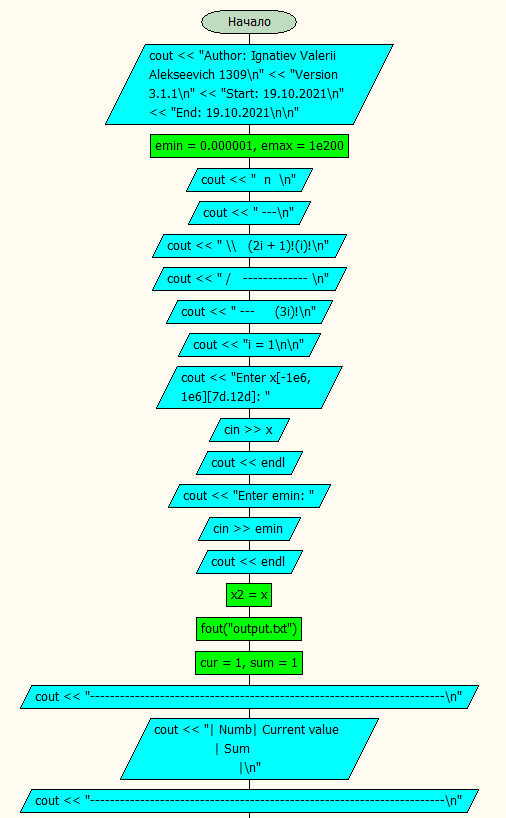 Начало
cout << "Author: Ignatiev Valerii
Alekseevich 1309\n" << "Version
3.1.1\n" << "Start: 19.10.2021\n"
<< "End: 19.10.2021\n\n"
emin = 0.000001, emax = 1e200
cout << "  n  \n"
cout << " ---\n"
cout << " \\   (2i + 1)!(i)!\n"
cout << " /   ------------- \n"
cout << " ---     (3i)!\n"
cout << "i = 1\n\n"
cout << "Enter x[-1e6,
1e6][7d.12d]: "
cin >> x
cout << endl
cout << "Enter emin: "
cin >> emin
cout << endl
x2 = x
fout("output.txt")
cur = 1, sum = 1
cout << "-----------------------------------------------------------------------\n"
cout << "| Numb| Current value
| Sum
|\n"
cout << "-----------------------------------------------------------------------\n"